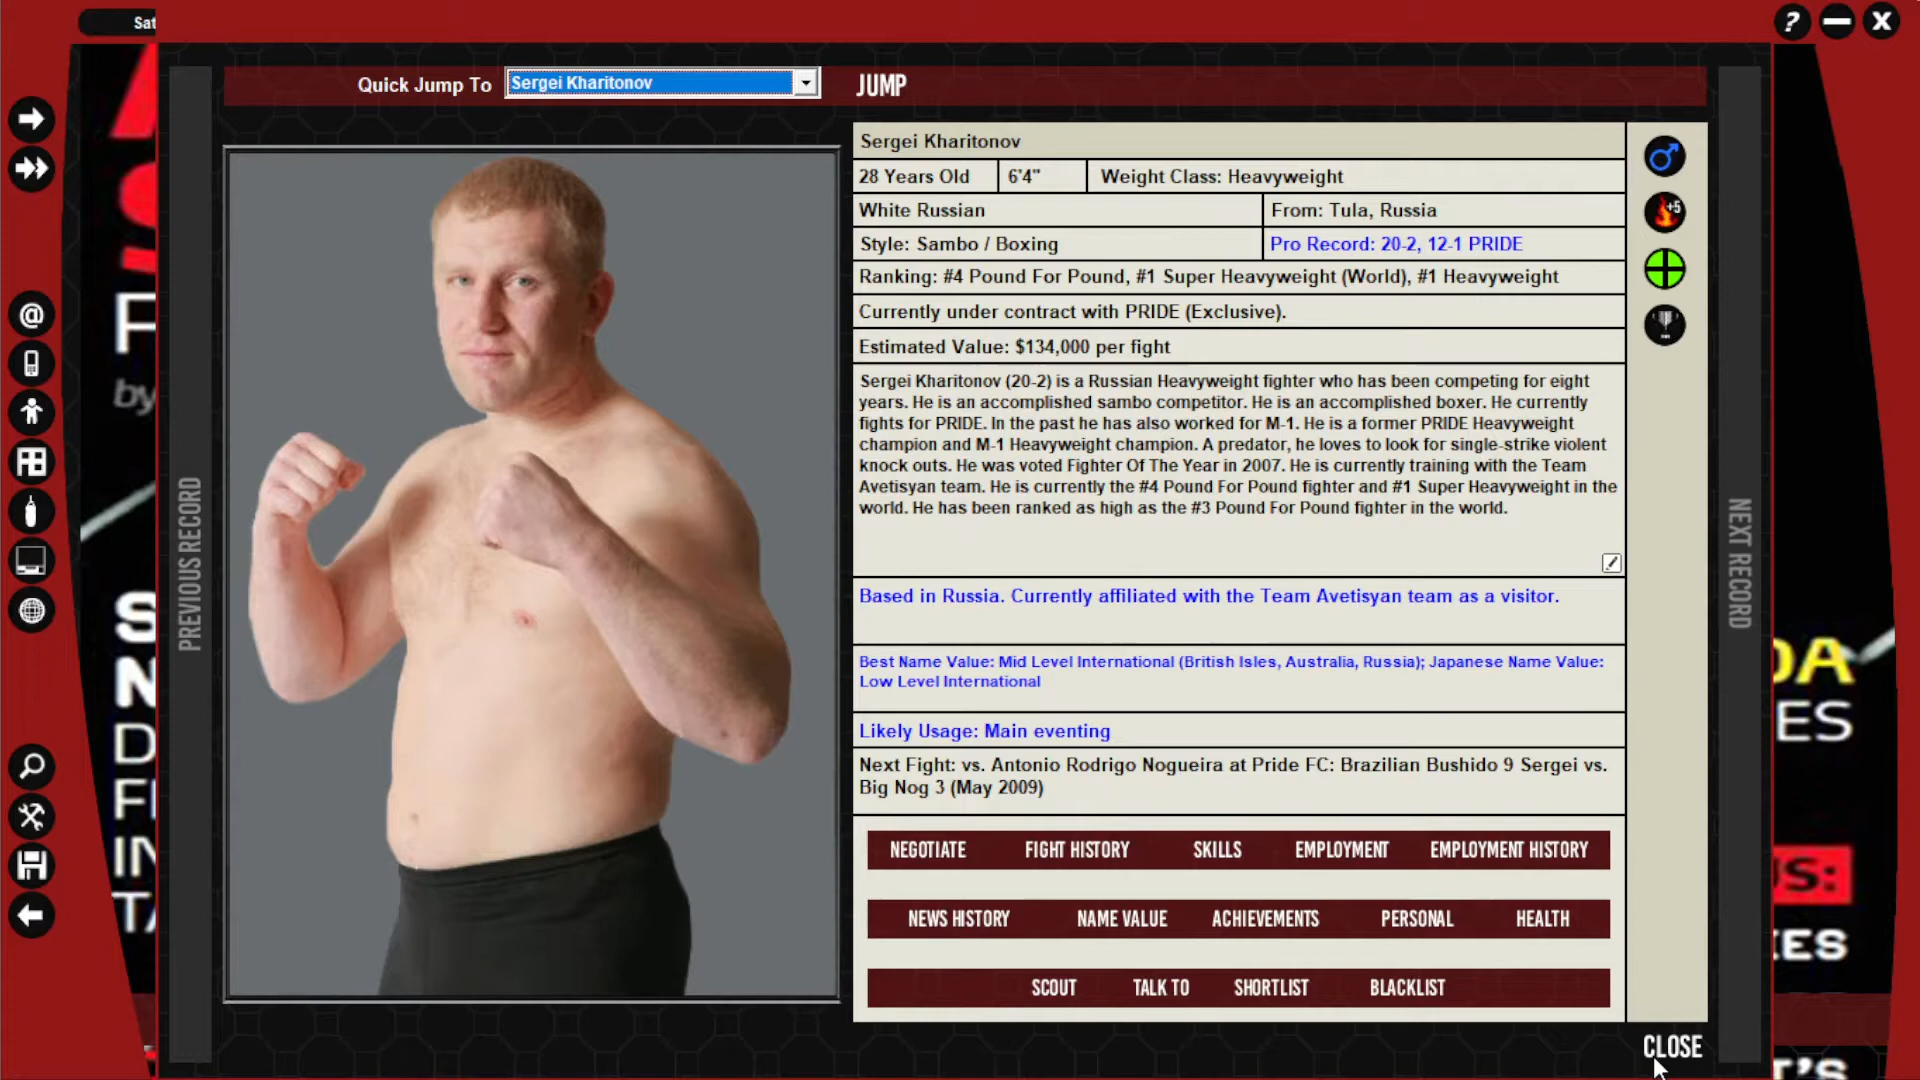 Sat
? X
Quick Jump To Sergei Kharitonov JUMP
Sergei Kharitonov
28 Years Old 6'4" Weight Class: Heavyweight
White Russian From: Tula, Russia
Style: Sambo / Boxing Pro Record: 20-2, 12-1 PRIDE
Ranking: #4 Pound For Pound, #1 Super Heavyweight (World), #1 Heavyweight
Currently under contract with PRIDE (Exclusive).
Estimated Value: $134,000 per fight
Sergei Kharitonov (20-2) is a Russian Heavyweight fighter who has been competing for eight
years. He is an accomplished sambo competitor. He is an accomplished boxer. He currently
fights for PRIDE. In the past he has also worked for M-1. He is a former PRIDE Heavyweight
champion and M-1 Heavyweight champion. A predator, he loves to look for single-strike violent
knock outs. He was voted Fighter Of The Year in 2007. He is currently training with the Team
Avetisyan team. He is currently the #4 Pound For Pound fighter and #1 Super Heavyweight in the
world. He has been ranked as high as the #3 Pound For Pound fighter in the world.
Based in Russia. Currently affiliated with the Team Avetisyan team as a visitor.
Best Name Value: Mid Level International (British Isles, Australia, Russia); Japanese Name Value:
Low Level International
Likely Usage: Main eventing
Next Fight: vs. Antonio Rodrigo Nogueira at Pride FC: Brazilian Bushido 9 Sergei vs.
Big Nog 3 (May 2009)
NEGOTIATE FIGHT HISTORY SKILLS EMPLOYMENT EMPLOYMENT HISTORY
NEWS HISTORY NAME VALUE ACHIEVEMENTS PERSONAL HEALTH
SCOUT TALK TO SHORTLIST BLACKLIST
CLOSE
PREVIOUS RECORD
NEXT RECORD
+5
@
by